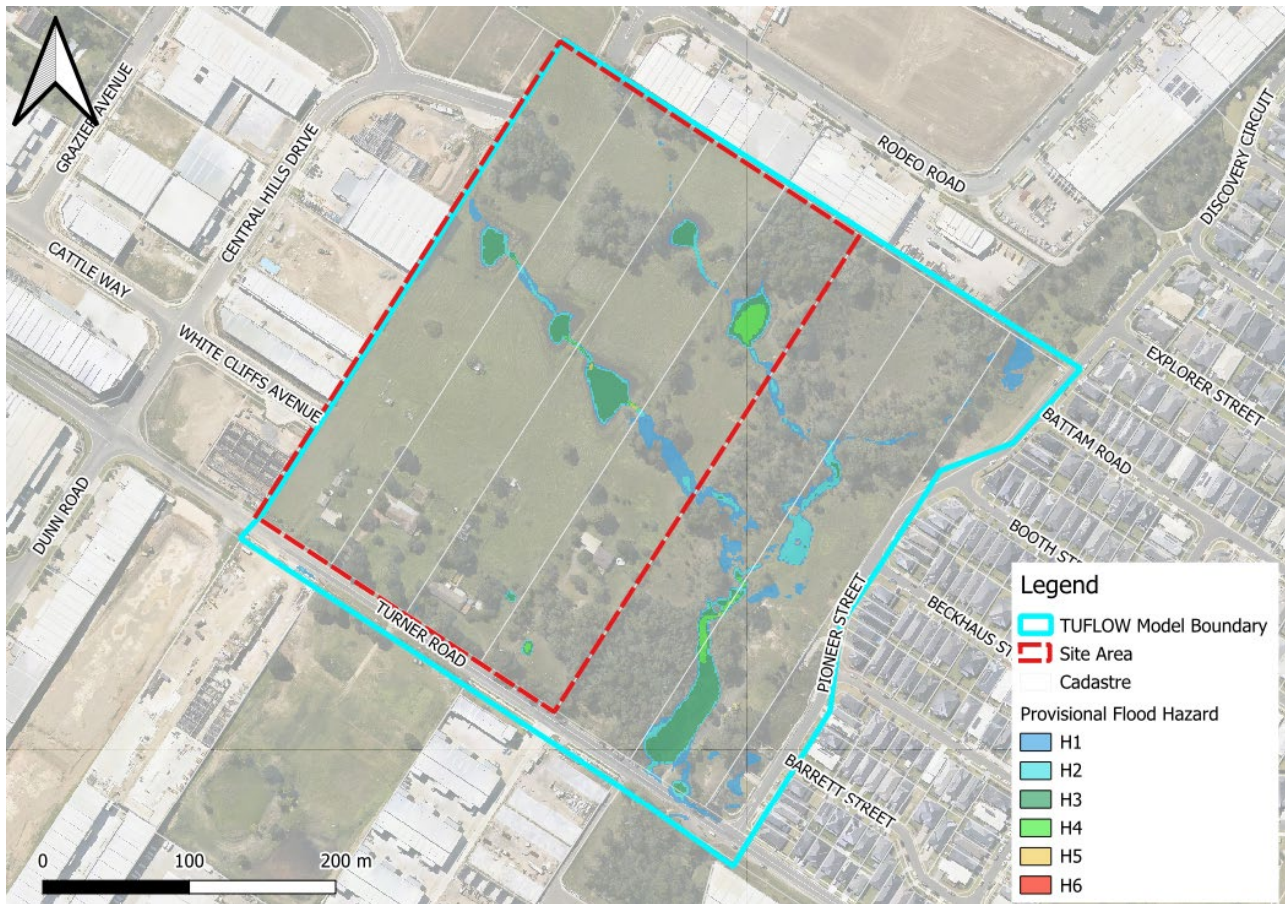 GRAZIER AVENUE
CENTRAL HILLS DRIVE
CATTLE WAY
WHITE CLIFFS AVENUE
DUNN ROAD
TURNER ROAD
RODEO ROAD
DISCOVERY CIRCUIT
EXPLORER STREET
BATTAM ROAD
BOOTH STR
BECKHAUS S
PIONEER STREET
BARRETT STREET
Legend
TUFLOW Model Boundary
Site Area
Cadastre
Provisional Flood Hazard
H1
H2
H3
H4
H5
H6
0 100 200 m